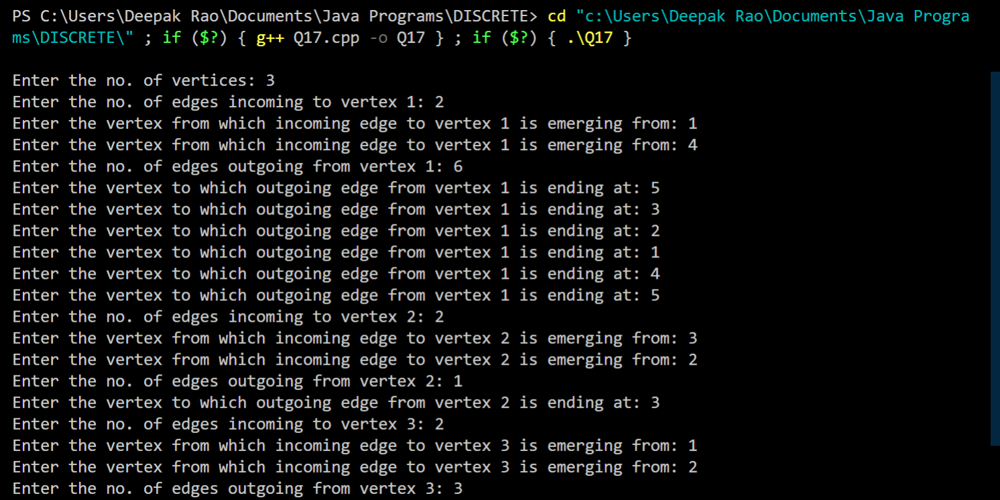 PS C:\Users\Deepak Rao\Documents\Java Programs\DISCRETE> cd "c:\Users\Deepak Rao\Documents\Java Progra
ms\DISCRETE\" ; if ($?) { g++ Q17.cpp -o Q17 } ; if ($?) { .\Q17 }
Enter the no. of vertices: 3
Enter the no. of edges incoming to vertex 1: 2
Enter the vertex from which incoming edge to vertex 1 is emerging from: 1
Enter the vertex from which incoming edge to vertex 1 is emerging from: 4
Enter the no. of edges outgoing from vertex 1: 6
Enter the vertex to which outgoing edge from vertex 1 is ending at: 5
Enter the vertex to which outgoing edge from vertex 1 is ending at: 3
Enter the vertex to which outgoing edge from vertex 1 is ending at: 2
Enter the vertex to which outgoing edge from vertex 1 is ending at: 1
Enter the vertex to which outgoing edge from vertex 1 is ending at: 4
Enter the vertex to which outgoing edge from vertex 1 is ending at: 5
Enter the no. of edges incoming to vertex 2: 2
Enter the vertex from which incoming edge to vertex 2 is emerging from: 3
Enter the vertex from which incoming edge to vertex 2 is emerging from: 2
Enter the no. of edges outgoing from vertex 2: 1
Enter the vertex to which outgoing edge from vertex 2 is ending at: 3
Enter the no. of edges incoming to vertex 3: 2
Enter the vertex from which incoming edge to vertex 3 is emerging from: 1
Enter the vertex from which incoming edge to vertex 3 is emerging from: 2
Enter the no. of edges outgoing from vertex 3: 3